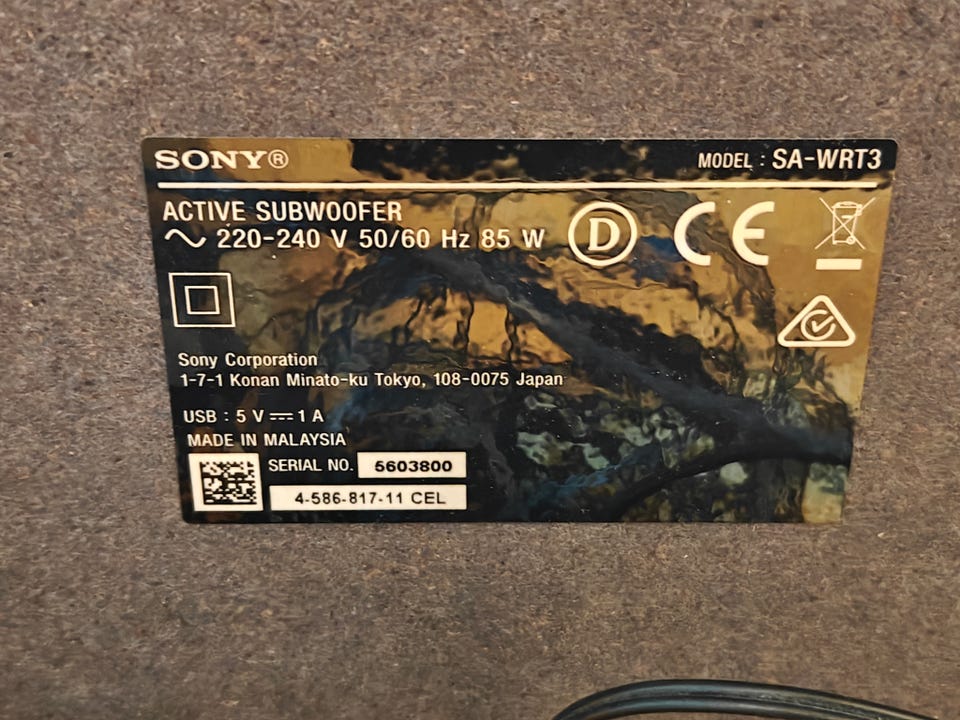 SONY®
MODEL : SA-WRT3
ACTIVE SUBWOOFER
~ 220-240 V 50/60 Hz 85 W
D
CE
Sony Corporation
1-7-1 Konan Minato-ku Tokyo, 108-0075 Japan
USB : 5 V ⎓ 1 A
MADE IN MALAYSIA
SERIAL NO. 5603800
4-586-817-11 CEL